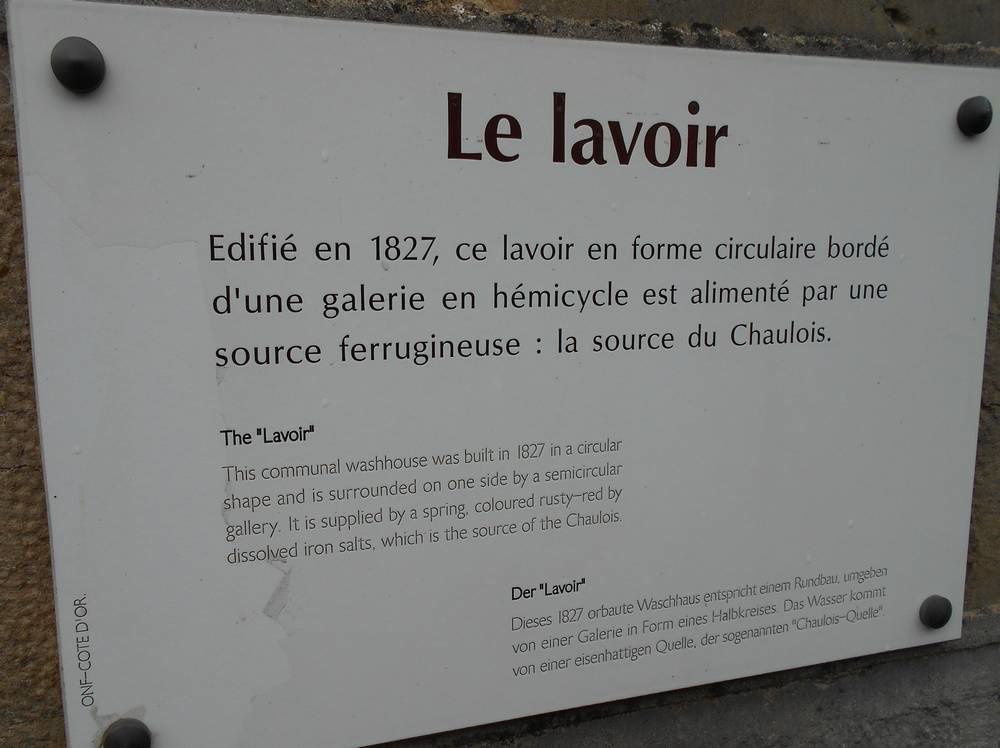 Le lavoir
Edifié en 1827, ce lavoir en forme circulaire bordé
d'une galerie en hémicycle est alimenté par une
source ferrugineuse : la source du Chaulois.
The "Lavoir"
This communal washhouse was built in 1827 in a circular
shape and is surrounded on one side by a semicircular
gallery. It is supplied by a spring, coloured rusty-red by
dissolved iron salts, which is the source of the Chaulois.
Der "Lavoir"
Dieses 1827 orbaute Waschhaus entspricht einem Rundbau, umgeben
von einer Galerie in Form eines Halbkreises. Das Wasser kommt
von einer eisenhattigen Quelle, der sogenannten "Chaulois-Quelle".
ONF-COTE D'OR.